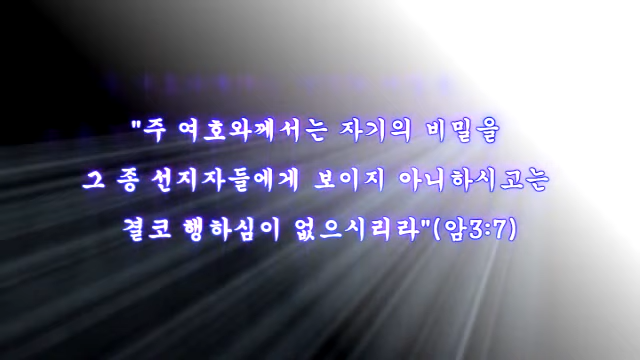 "주 여호와께서는 자기의 비밀을
그 종 선지자들에게 보이지 아니하시고는
결코 행하심이 없으시리라"(암3:7)